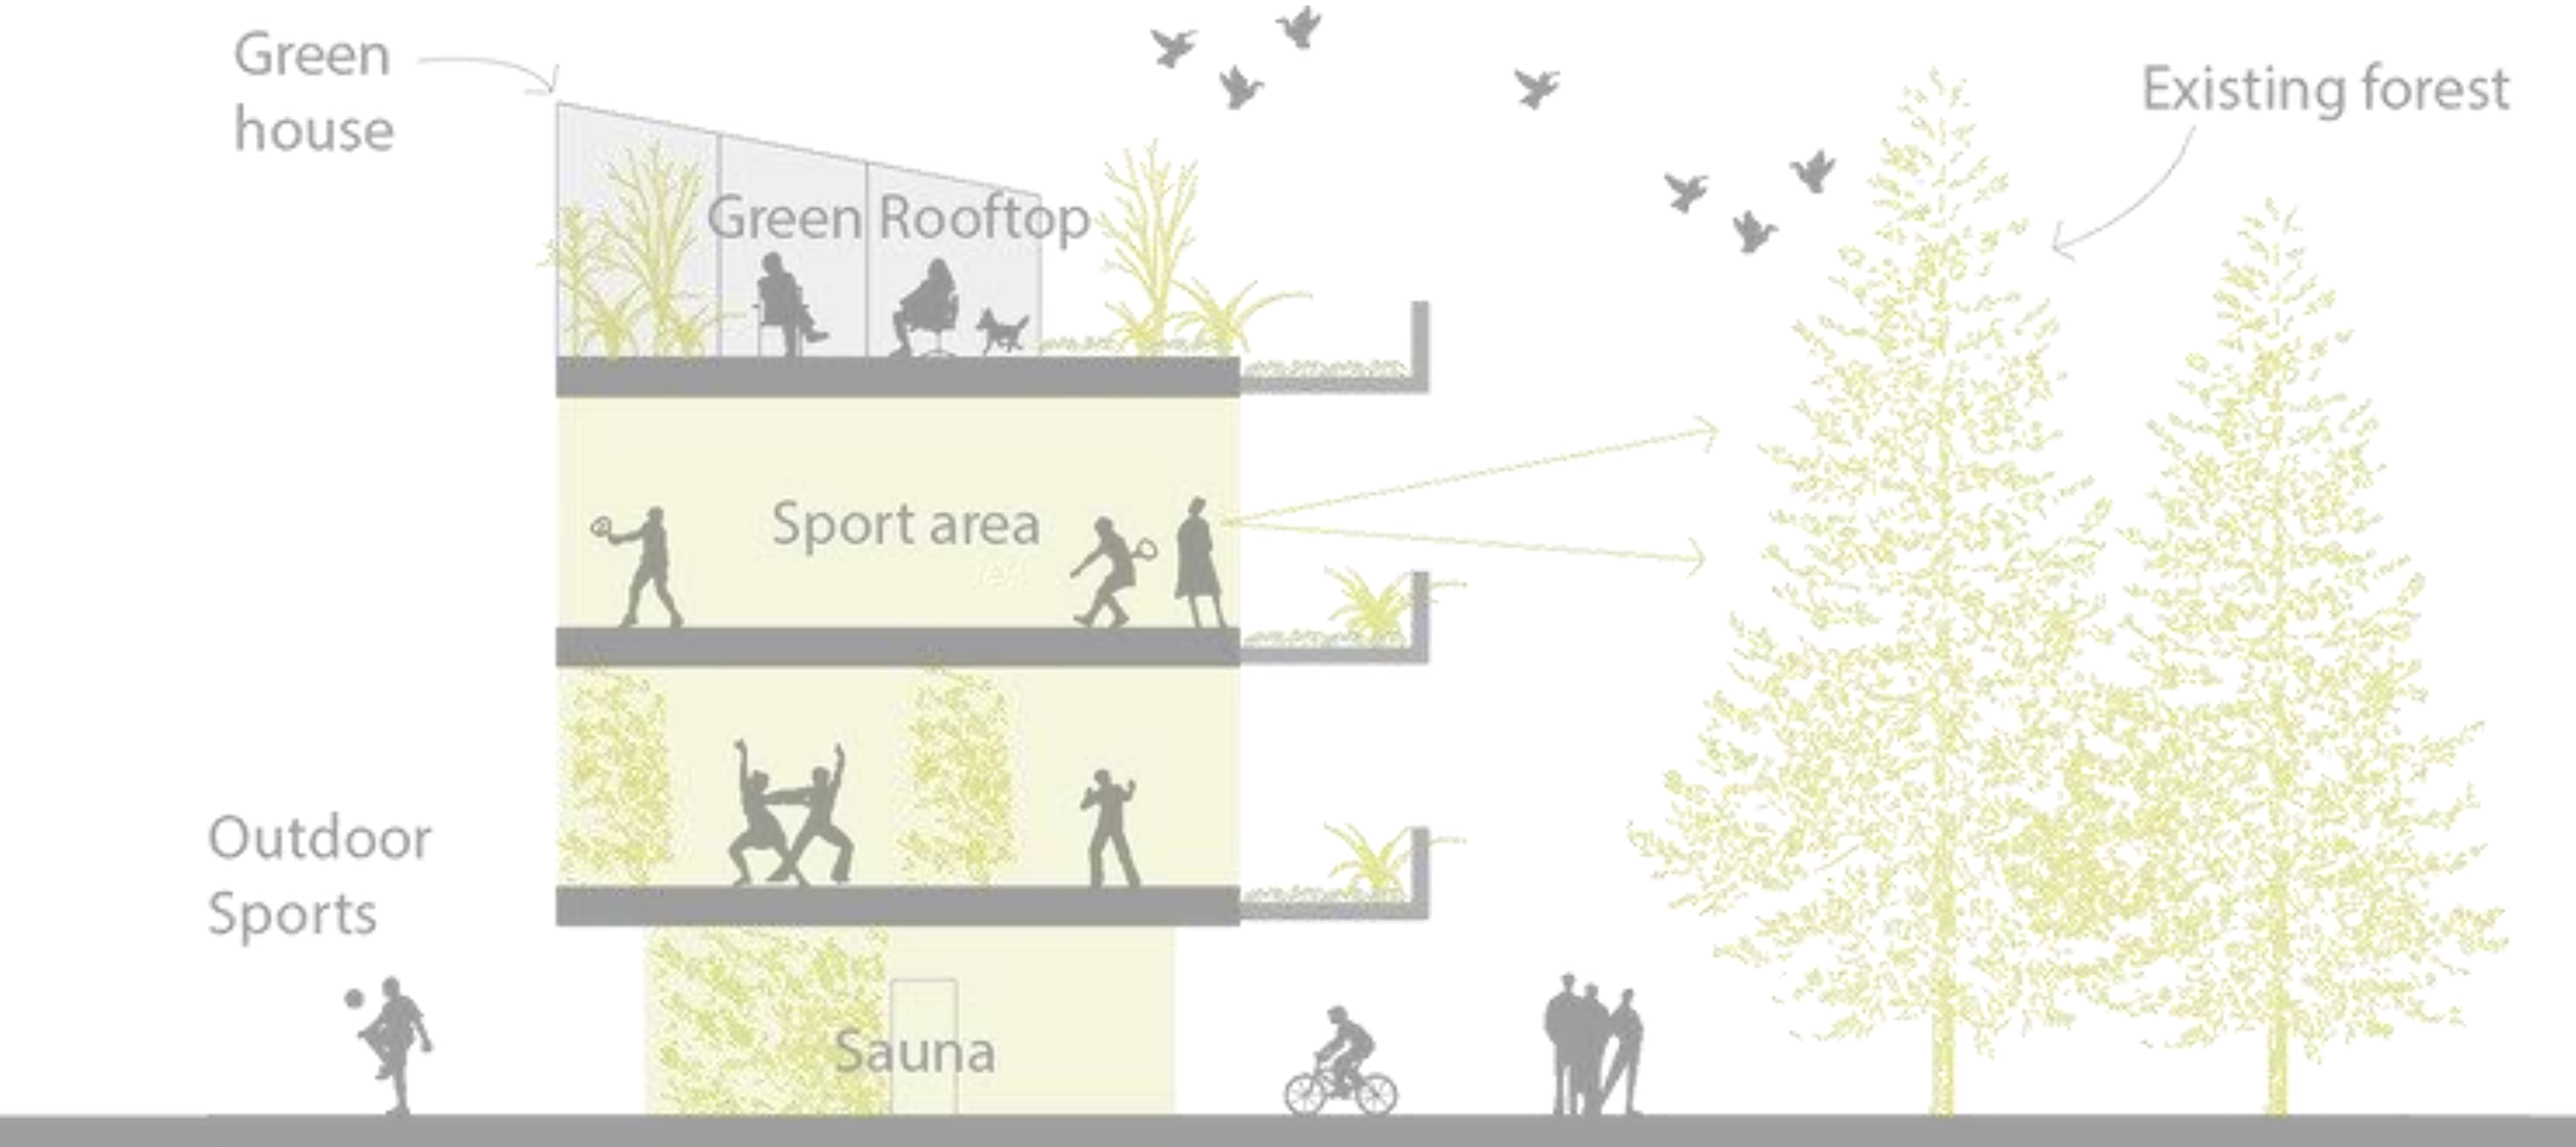 Green
house
Existing forest
Green Rooftop
Sport area
Outdoor
Sports
Sauna